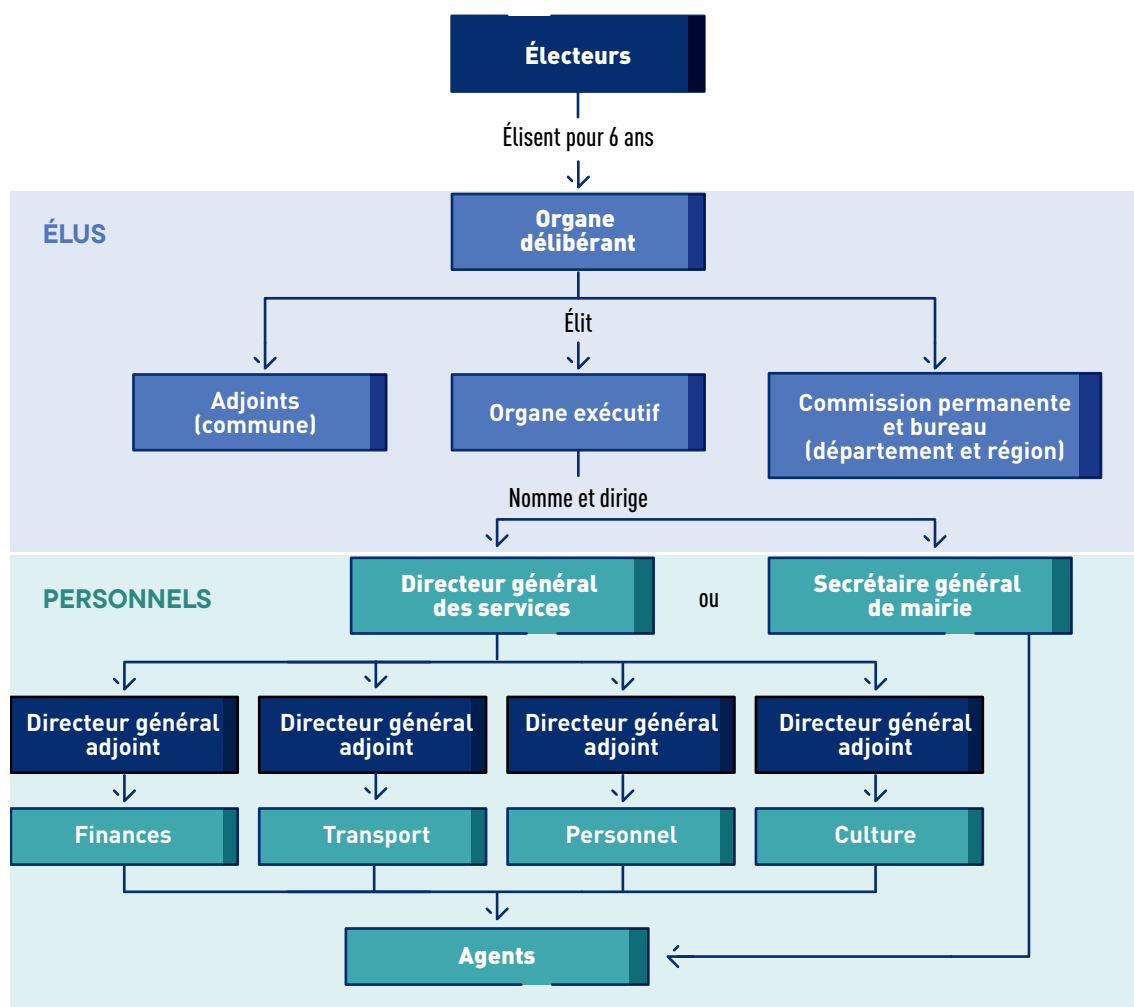 Électeurs
Élisent pour 6 ans
ÉLUS
Organe
délibérant
Élit
Adjoints
(commune)
Organe exécutif
Commission permanente
et bureau
(département et région)
Nomme et dirige
PERSONNELS
Directeur général
des services
ou
Secrétaire général
de mairie
Directeur général
adjoint
Directeur général
adjoint
Directeur général
adjoint
Directeur général
adjoint
Finances
Transport
Personnel
Culture
Agents